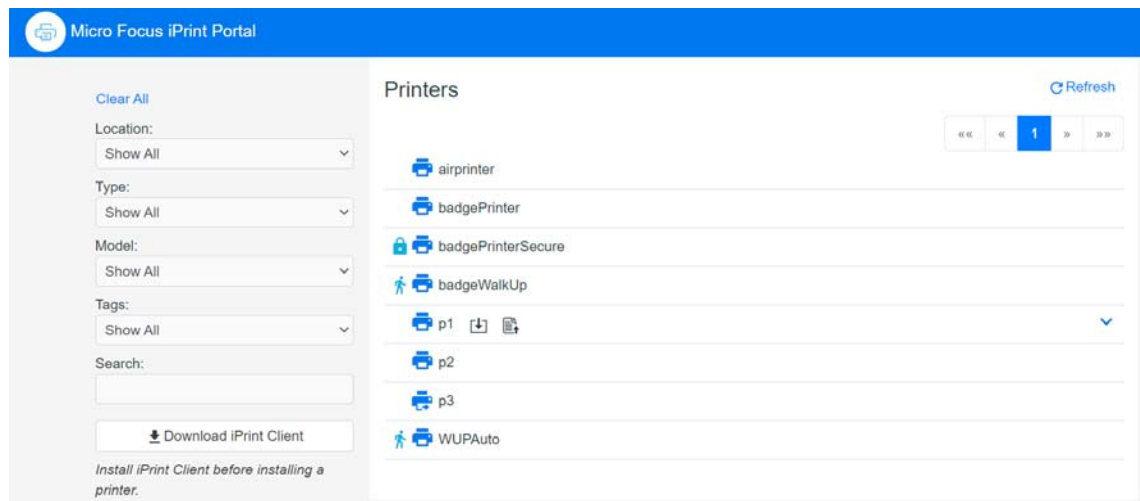 Micro Focus iPrint Portal
Clear All
Location:
Show All
Type:
Show All
Model:
Show All
Tags:
Show All
Search:
Download iPrint Client
Install iPrint Client before installing a
printer.
Printers
Refresh
«« « 1 » »»
airprinter
badgePrinter
badgePrinterSecure
badgeWalkUp
p1
p2
p3
WUPAuto